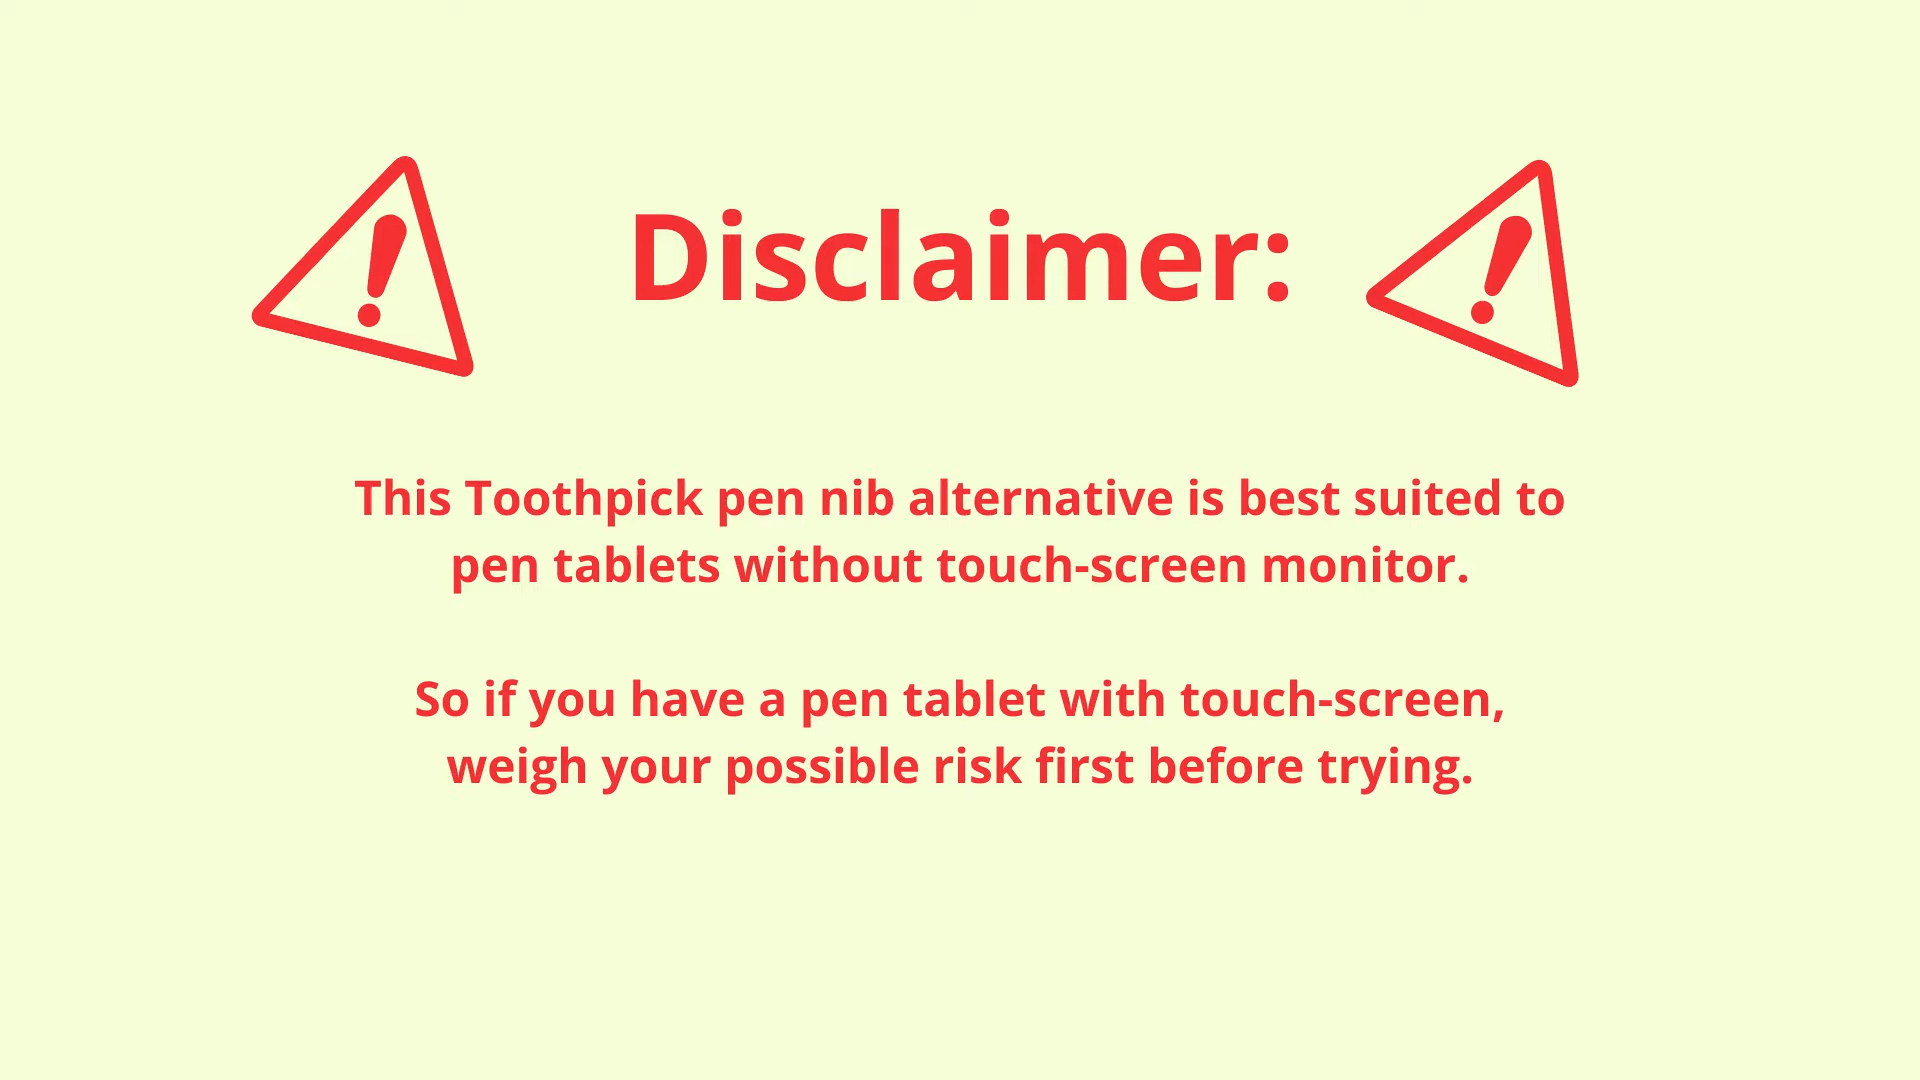 Disclaimer:
This Toothpick pen nib alternative is best suited to
pen tablets without touch-screen monitor.
So if you have a pen tablet with touch-screen,
weigh your possible risk first before trying.